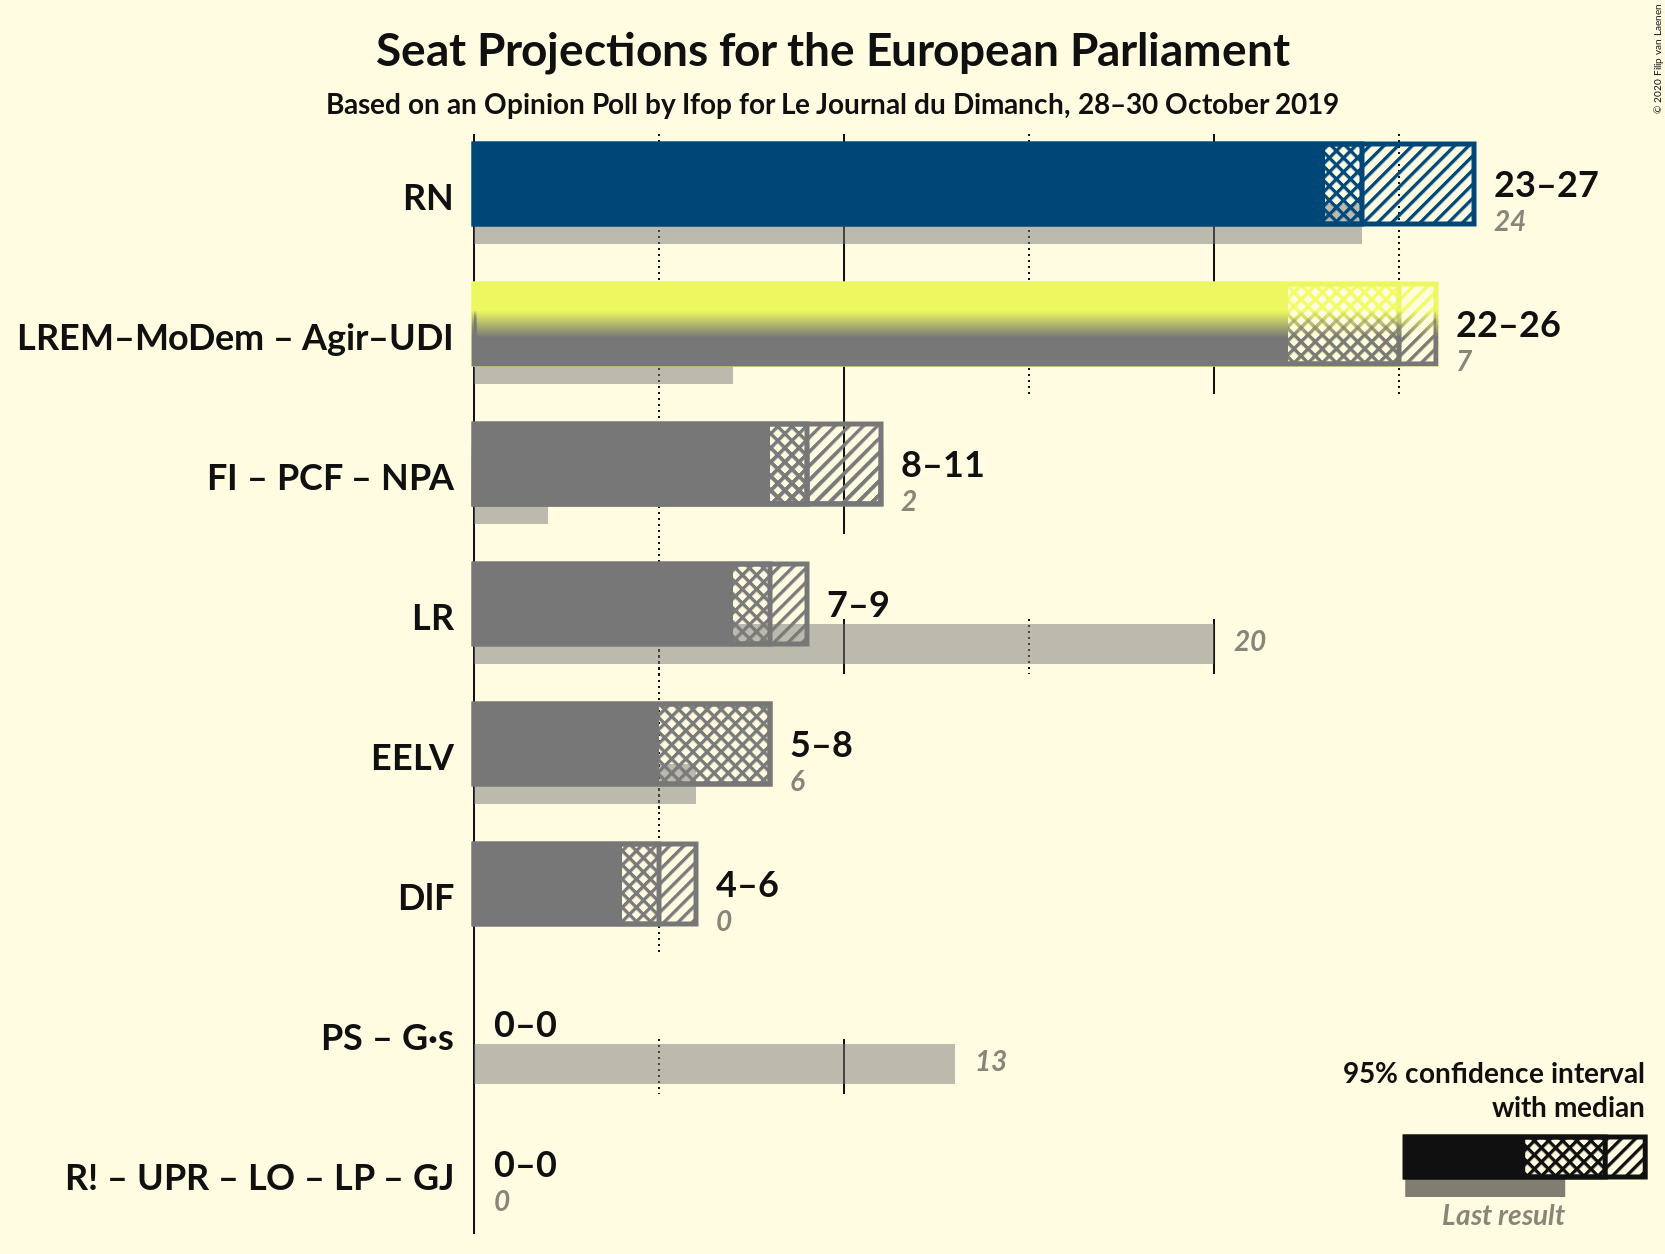 Seat Projections for the European Parliament
Based on an Opinion Poll by Ifop for Le Journal du Dimanch, 28–30 October 2019
© 2020 Filip van Laenen
RN
23–27
24
LREM–MoDem – Agir–UDI
22–26
7
FI – PCF – NPA
8–11
2
LR
7–9
20
EELV
5–8
6
DlF
4–6
0
PS – G·s
0–0
13
R! – UPR – LO – LP – GJ
0–0
0
95% confidence interval
with median
Last result